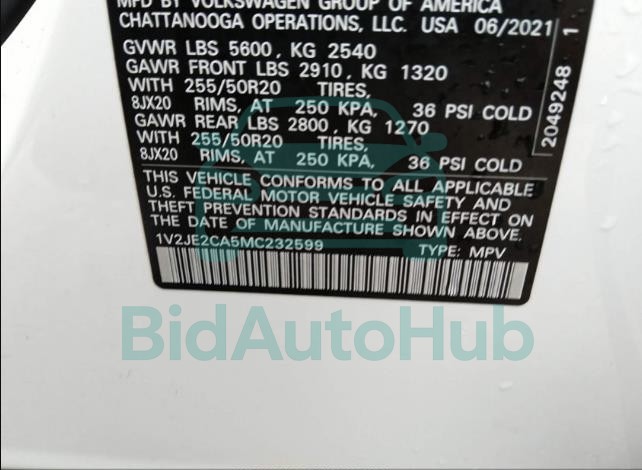 MFD BY VOLKSWAGEN GROUP OF AMERICA
CHATTANOOGA OPERATIONS, LLC. USA 06/2021
GVWR LBS 5600 , KG 2540
GAWR FRONT LBS 2910, KG 1320
WITH 255/50R20 TIRES,
8JX20 RIMS, AT 250 KPA, 36 PSI COLD
GAWR REAR LBS 2800, KG 1270
WITH 255/50R20 TIRES,
8JX20 RIMS, AT 250 KPA, 36 PSI COLD
THIS VEHICLE CONFORMS TO ALL APPLICABLE
U.S. FEDERAL MOTOR VEHICLE SAFETY AND
THEFT PREVENTION STANDARDS IN EFFECT ON
THE DATE OF MANUFACTURE SHOWN ABOVE.
1V2JE2CA5MC232599 TYPE: MPV
2049248 1
BidAutoHub